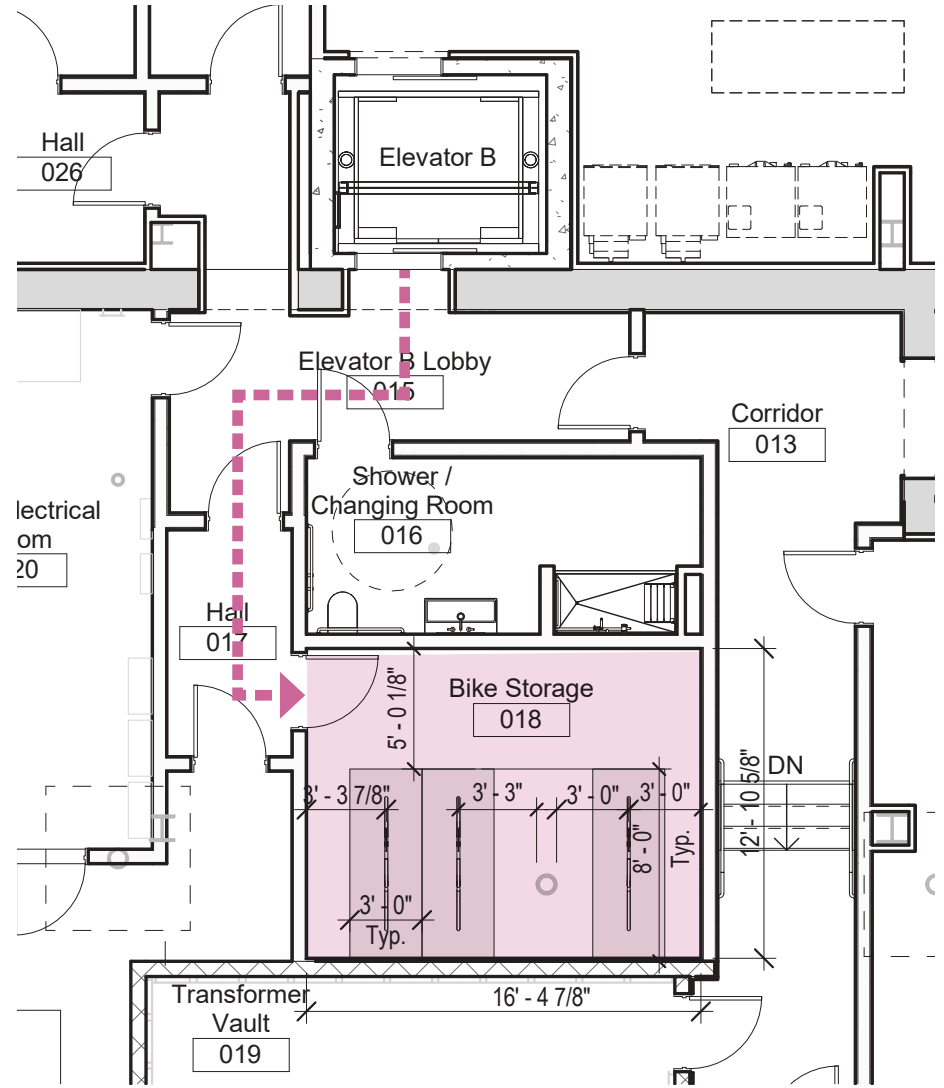 Elevator B
Hall
026
Elevator B Lobby
015
Corridor
013
Shower /
Changing Room
016
lectrical
om
20
Hall
017
Bike Storage
018
5' - 0 1/8"
DN
12' - 10 5/8"
3' - 3 7/8"
3' - 3"
3' - 0"
3' - 0"
Typ.
8' - 0"
3' - 0"
Typ.
16' - 4 7/8"
Transformer
Vault
019